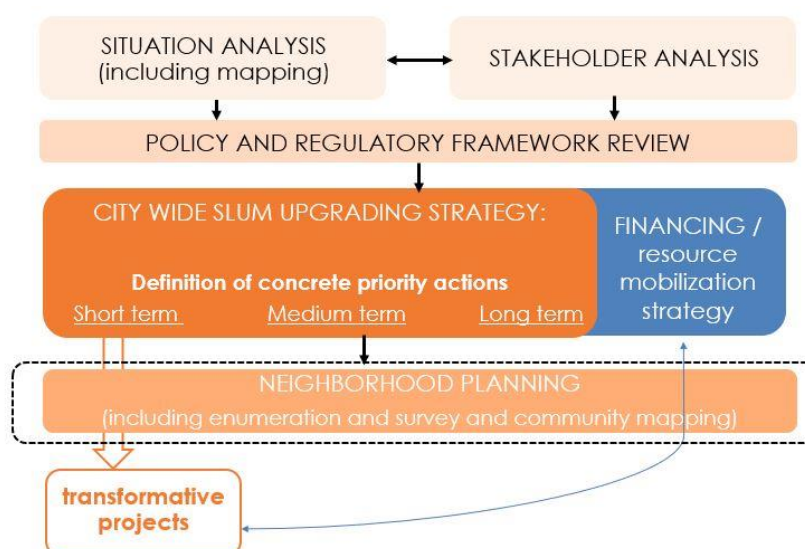 SITUATION ANALYSIS
(including mapping)
STAKEHOLDER ANALYSIS
POLICY AND REGULATORY FRAMEWORK REVIEW
CITY WIDE SLUM UPGRADING STRATEGY:
Definition of concrete priority actions
Short term
Medium term
Long term
FINANCING /
resource
mobilization
strategy
NEIGHBORHOOD PLANNING
(including enumeration and survey and community mapping)
transformative
projects